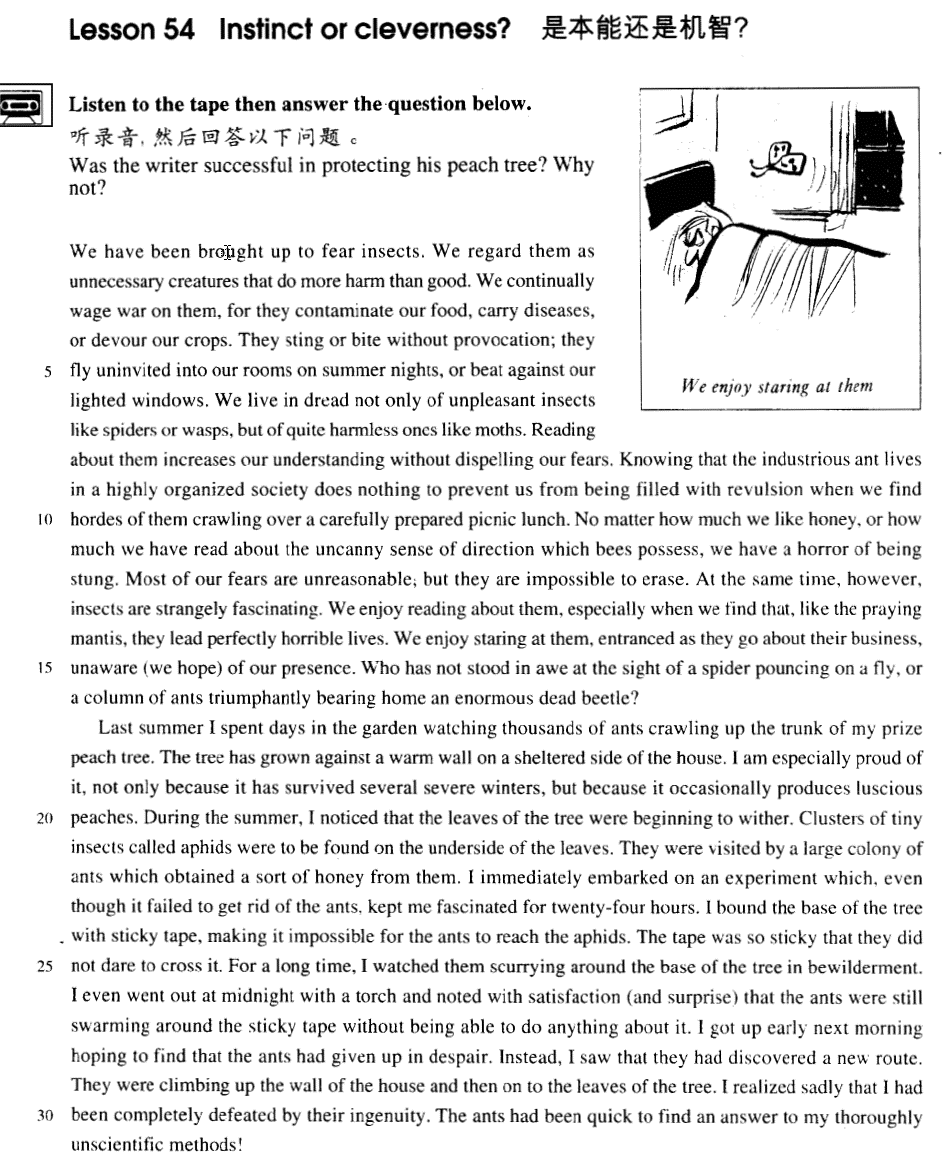 Lesson 54 Instinct or cleverness? 是本能还是机智?
Listen to the tape then answer the question below.
听录音, 然后回答以下问题。
Was the writer successful in protecting his peach tree? Why
not?
We have been brought up to fear insects. We regard them as
unnecessary creatures that do more harm than good. We continually
wage war on them, for they contaminate our food, carry diseases,
or devour our crops. They sting or bite without provocation; they
5 fly uninvited into our rooms on summer nights, or beat against our
lighted windows. We live in dread not only of unpleasant insects
like spiders or wasps, but of quite harmless ones like moths. Reading
We enjoy staring at them
about them increases our understanding without dispelling our fears. Knowing that the industrious ant lives
in a highly organized society does nothing to prevent us from being filled with revulsion when we find
10 hordes of them crawling over a carefully prepared picnic lunch. No matter how much we like honey, or how
much we have read about the uncanny sense of direction which bees possess, we have a horror of being
stung. Most of our fears are unreasonable, but they are impossible to erase. At the same time, however,
insects are strangely fascinating. We enjoy reading about them, especially when we find that, like the praying
mantis, they lead perfectly horrible lives. We enjoy staring at them, entranced as they go about their business,
15 unaware (we hope) of our presence. Who has not stood in awe at the sight of a spider pouncing on a fly, or
a column of ants triumphantly bearing home an enormous dead beetle?
Last summer I spent days in the garden watching thousands of ants crawling up the trunk of my prize
peach tree. The tree has grown against a warm wall on a sheltered side of the house. I am especially proud of
it, not only because it has survived several severe winters, but because it occasionally produces luscious
20 peaches. During the summer, I noticed that the leaves of the tree were beginning to wither. Clusters of tiny
insects called aphids were to be found on the underside of the leaves. They were visited by a large colony of
ants which obtained a sort of honey from them. I immediately embarked on an experiment which, even
though it failed to get rid of the ants, kept me fascinated for twenty-four hours. I bound the base of the tree
with sticky tape, making it impossible for the ants to reach the aphids. The tape was so sticky that they did
25 not dare to cross it. For a long time, I watched them scurrying around the base of the tree in bewilderment.
I even went out at midnight with a torch and noted with satisfaction (and surprise) that the ants were still
swarming around the sticky tape without being able to do anything about it. I got up early next morning
hoping to find that the ants had given up in despair. Instead, I saw that they had discovered a new route.
They were climbing up the wall of the house and then on to the leaves of the tree. I realized sadly that I had
30 been completely defeated by their ingenuity. The ants had been quick to find an answer to my thoroughly
unscientific methods!